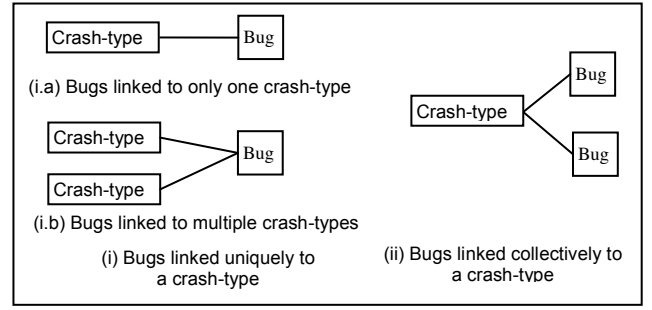 Crash-type
Bug
(i.a) Bugs linked to only one crash-type
Crash-type
Bug
Crash-type
(i.b) Bugs linked to multiple crash-types
(i) Bugs linked uniquely to
a crash-type
Bug
Crash-type
Bug
(ii) Bugs linked collectively to
a crash-type